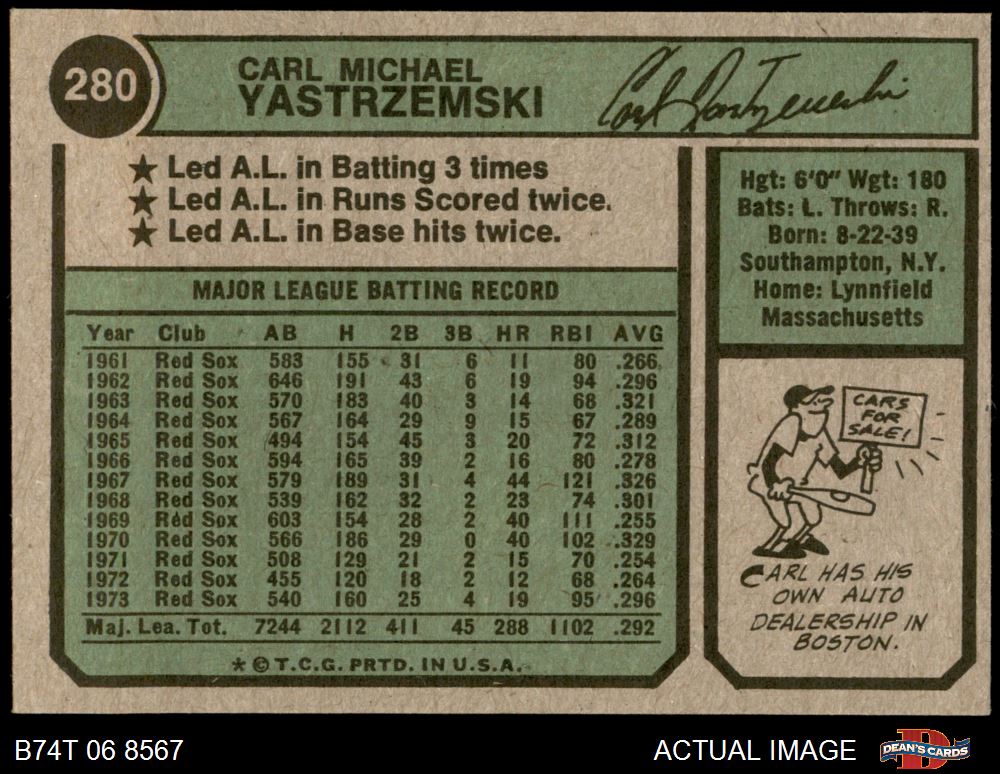 280
CARL MICHAEL
YASTRZEMSKI
Carl Yastrzemski
★ Led A.L. in Batting 3 times
★ Led A.L. in Runs Scored twice.
★ Led A.L. in Base hits twice.
Hgt: 6'0" Wgt: 180
Bats: L. Throws: R.
Born: 8-22-39
Southampton, N.Y.
Home: Lynnfield
Massachusetts
MAJOR LEAGUE BATTING RECORD
Year Club AB H 2B 3B HR RBI AVG
1961 Red Sox 583 155 31 6 11 80 .266
1962 Red Sox 646 191 43 6 19 94 .296
1963 Red Sox 570 183 40 3 14 68 .321
1964 Red Sox 567 164 29 9 15 67 .289
1965 Red Sox 494 154 45 3 20 72 .312
1966 Red Sox 594 165 39 2 16 80 .278
1967 Red Sox 579 189 31 4 44 121 .326
1968 Red Sox 539 162 32 2 23 74 .301
1969 Red Sox 603 154 28 2 40 111 .255
1970 Red Sox 566 186 29 0 40 102 .329
1971 Red Sox 508 129 21 2 15 70 .254
1972 Red Sox 455 120 18 2 12 68 .264
1973 Red Sox 540 160 25 4 19 95 .296
Maj. Lea. Tot. 7244 2112 411 45 288 1102 .292
★ © T.C.G. PRTD. IN U.S.A.
CARS
FOR
SALE!
CARL HAS HIS
OWN AUTO
DEALERSHIP IN
BOSTON.
B74T 06 8567
ACTUAL IMAGE
DEAN'S CARDS